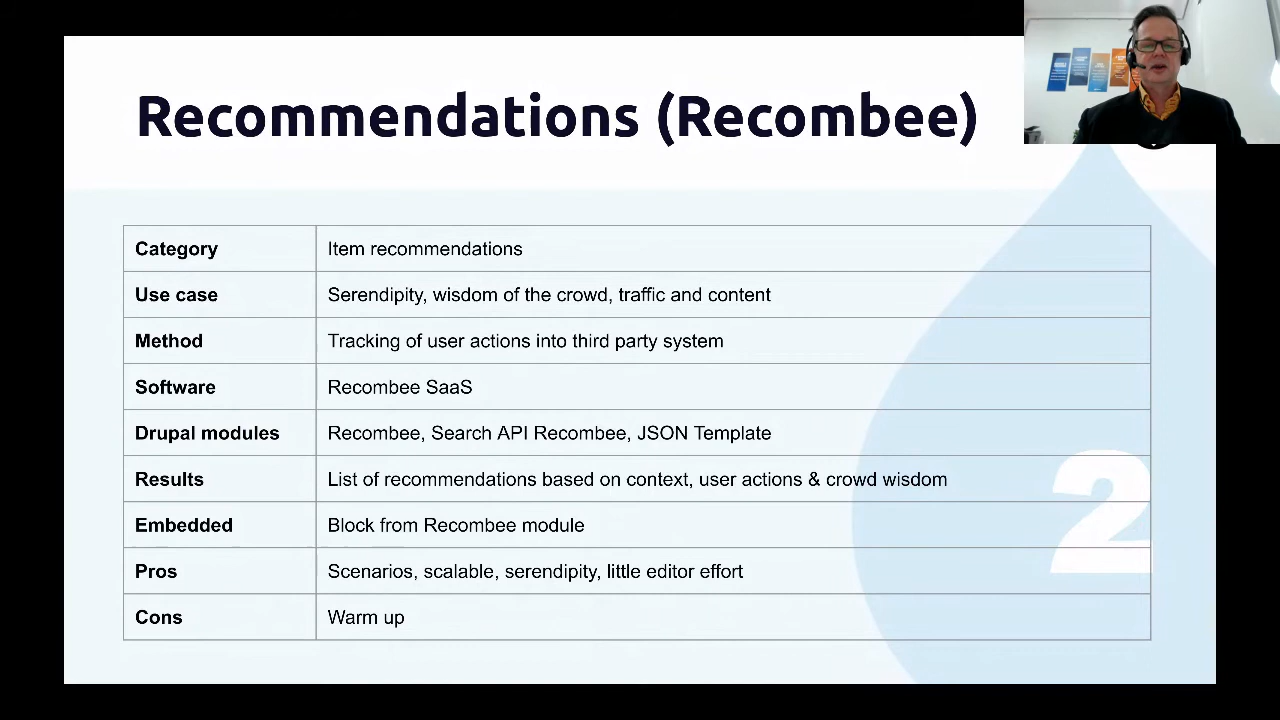 Recommendations (Recombee)
Category Item recommendations
Use case Serendipity, wisdom of the crowd, traffic and content
Method Tracking of user actions into third party system
Software Recombee SaaS
Drupal modules Recombee, Search API Recombee, JSON Template
Results List of recommendations based on context, user actions & crowd wisdom
Embedded Block from Recombee module
Pros Scenarios, scalable, serendipity, little editor effort
Cons Warm up
2